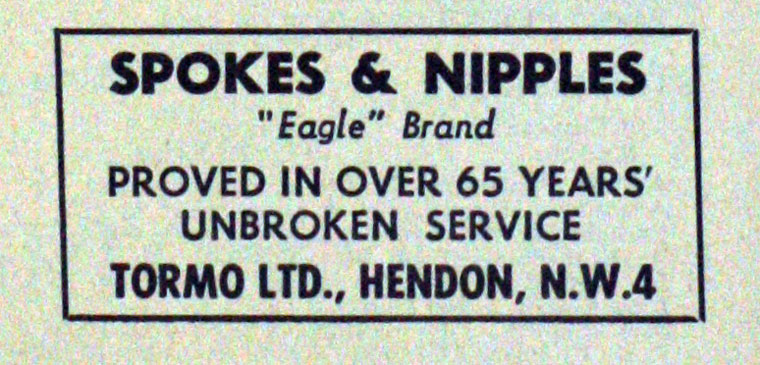 SPOKES & NIPPLES
"Eagle" Brand
PROVED IN OVER 65 YEARS'
UNBROKEN SERVICE
TORMO LTD., HENDON, N.W.4